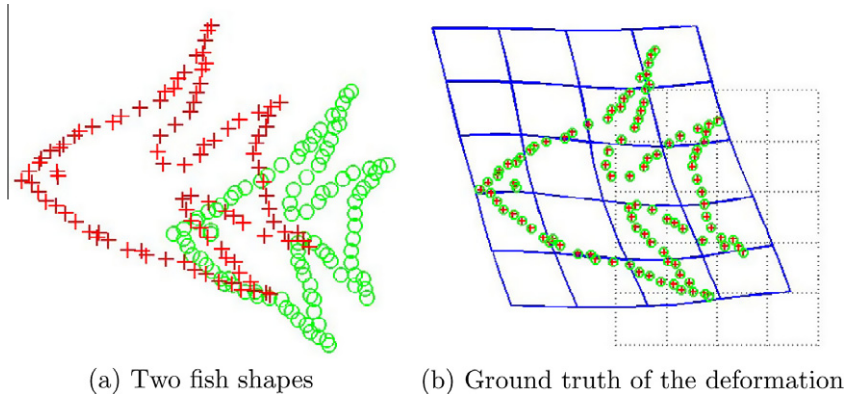 (a) Two fish shapes
(b) Ground truth of the deformation